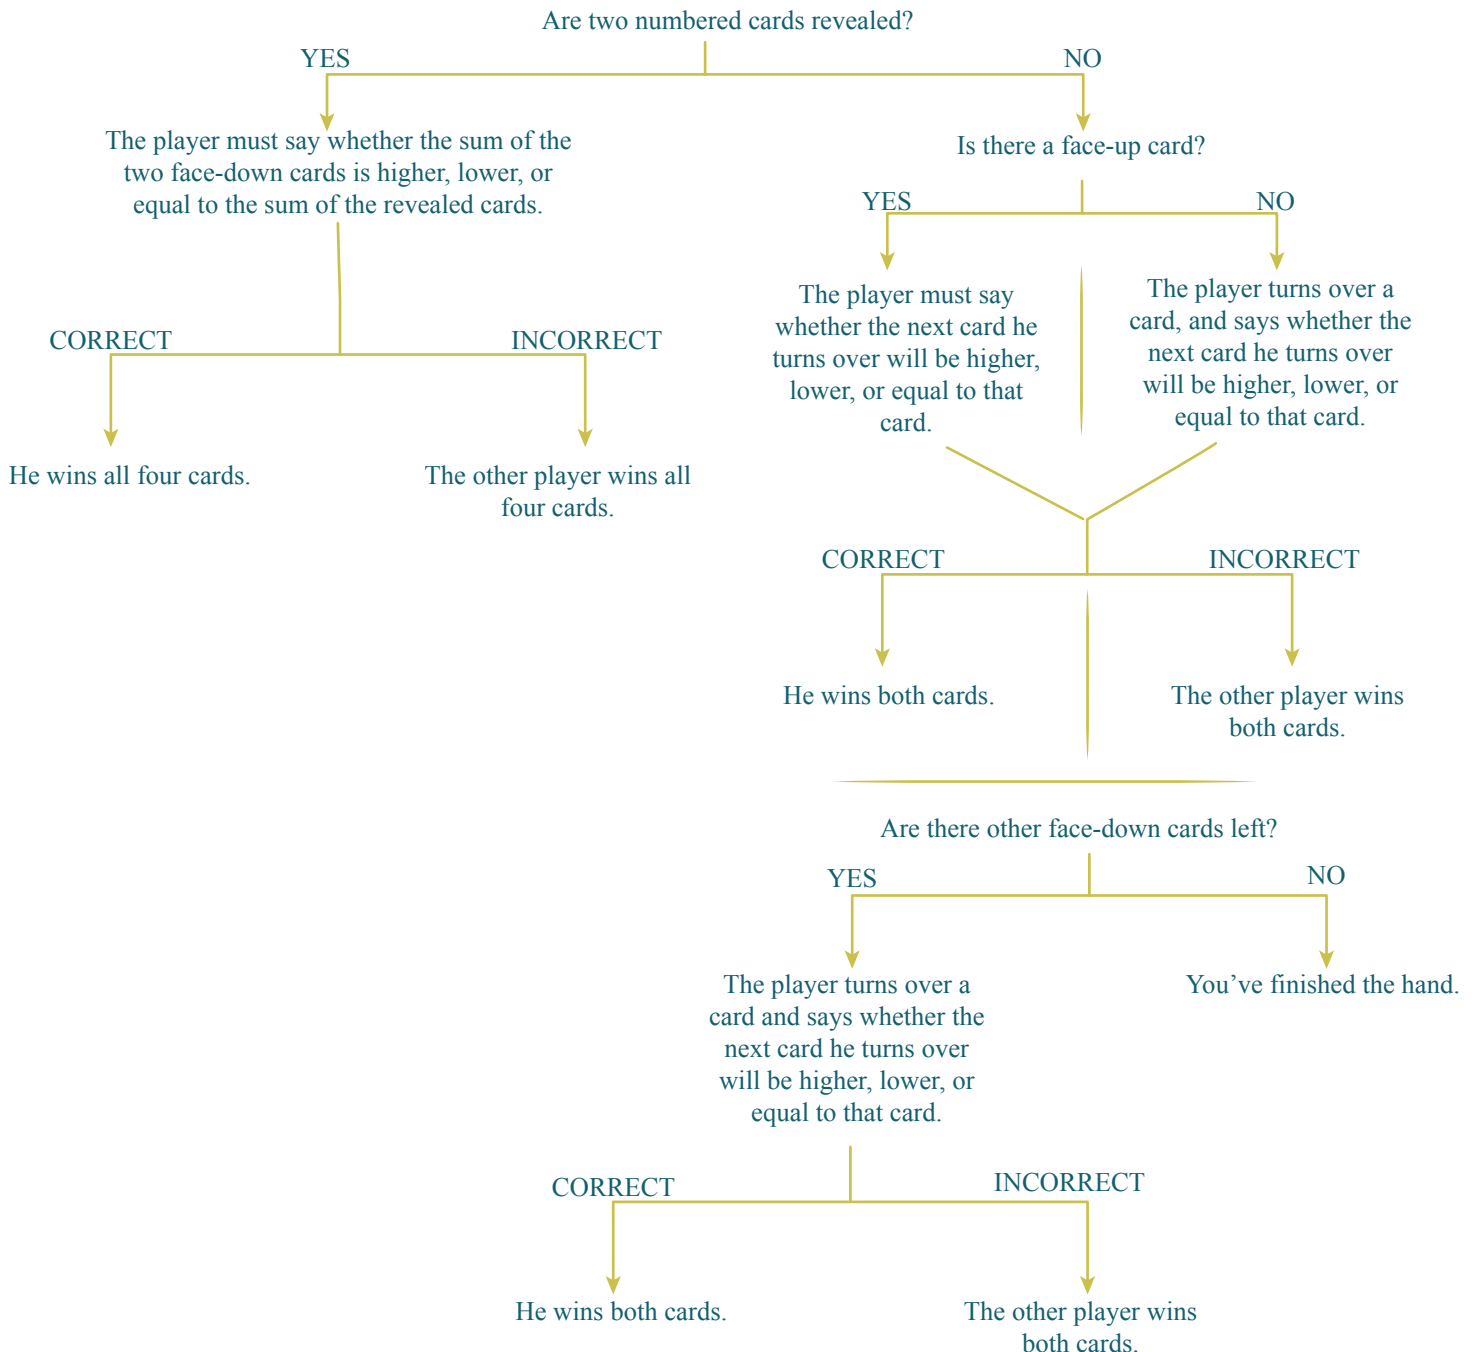 Are two numbered cards revealed?
YES
NO
The player must say whether the sum of the
two face-down cards is higher, lower, or
equal to the sum of the revealed cards.
Is there a face-up card?
YES
NO
The player must say
whether the next card he
turns over will be higher,
lower, or equal to that
card.
The player turns over a
card, and says whether the
next card he turns over
will be higher, lower, or
equal to that card.
CORRECT
INCORRECT
He wins all four cards.
The other player wins all
four cards.
CORRECT
INCORRECT
He wins both cards.
The other player wins
both cards.
Are there other face-down cards left?
YES
NO
The player turns over a
card and says whether the
next card he turns over
will be higher, lower, or
equal to that card.
You’ve finished the hand.
CORRECT
INCORRECT
He wins both cards.
The other player wins
both cards.